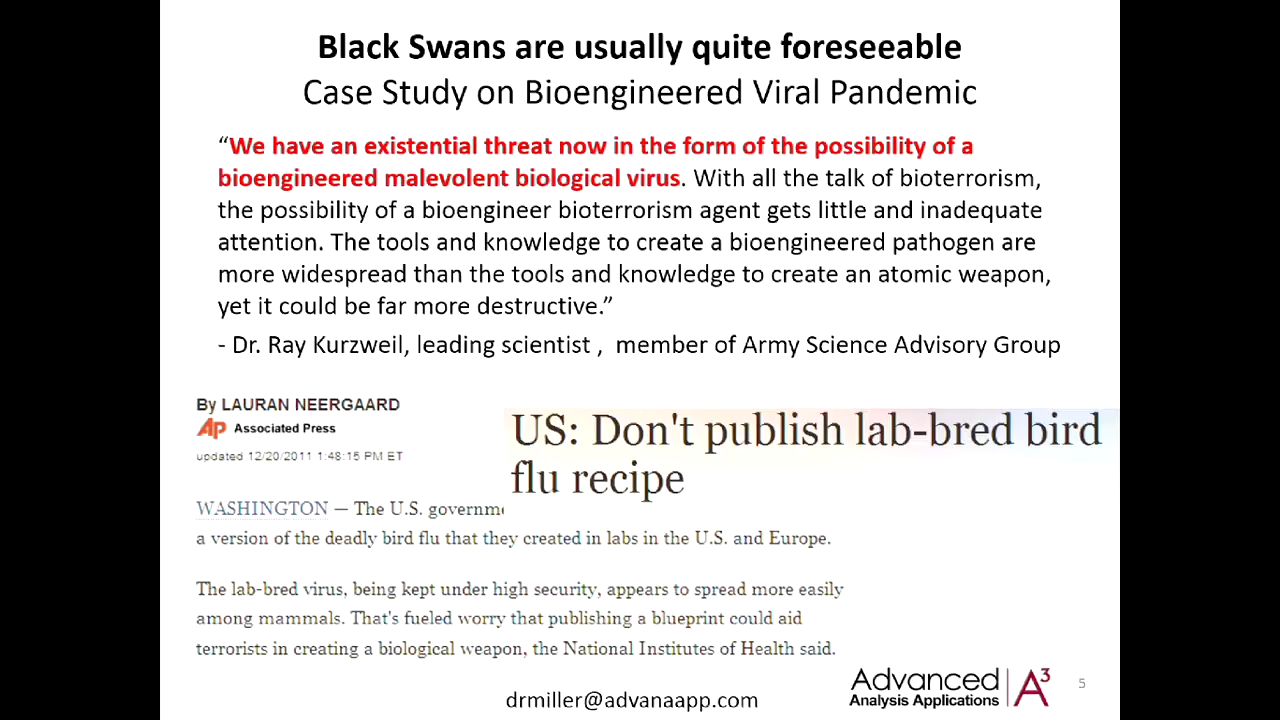 Black Swans are usually quite foreseeable
Case Study on Bioengineered Viral Pandemic
“We have an existential threat now in the form of the possibility of a
bioengineered malevolent biological virus. With all the talk of bioterrorism,
the possibility of a bioengineer bioterrorism agent gets little and inadequate
attention. The tools and knowledge to create a bioengineered pathogen are
more widespread than the tools and knowledge to create an atomic weapon,
yet it could be far more destructive.”
- Dr. Ray Kurzweil, leading scientist , member of Army Science Advisory Group
By LAURAN NEERGAARD
AP Associated Press
updated 12/20/2011 1:48:15 PM ET
US: Don't publish lab-bred bird
flu recipe
WASHINGTON — The U.S.
a version of the deadly bird flu that they created in labs in the U.S. and Europe.
The lab-bred virus, being kept under high security, appears to spread more easily
among mammals. That's fueled worry that publishing a blueprint could aid
terrorists in creating a biological weapon, the National Institutes of Health said.
drmiller@advanaapp.com
Advanced
Analysis Applications
A3
5